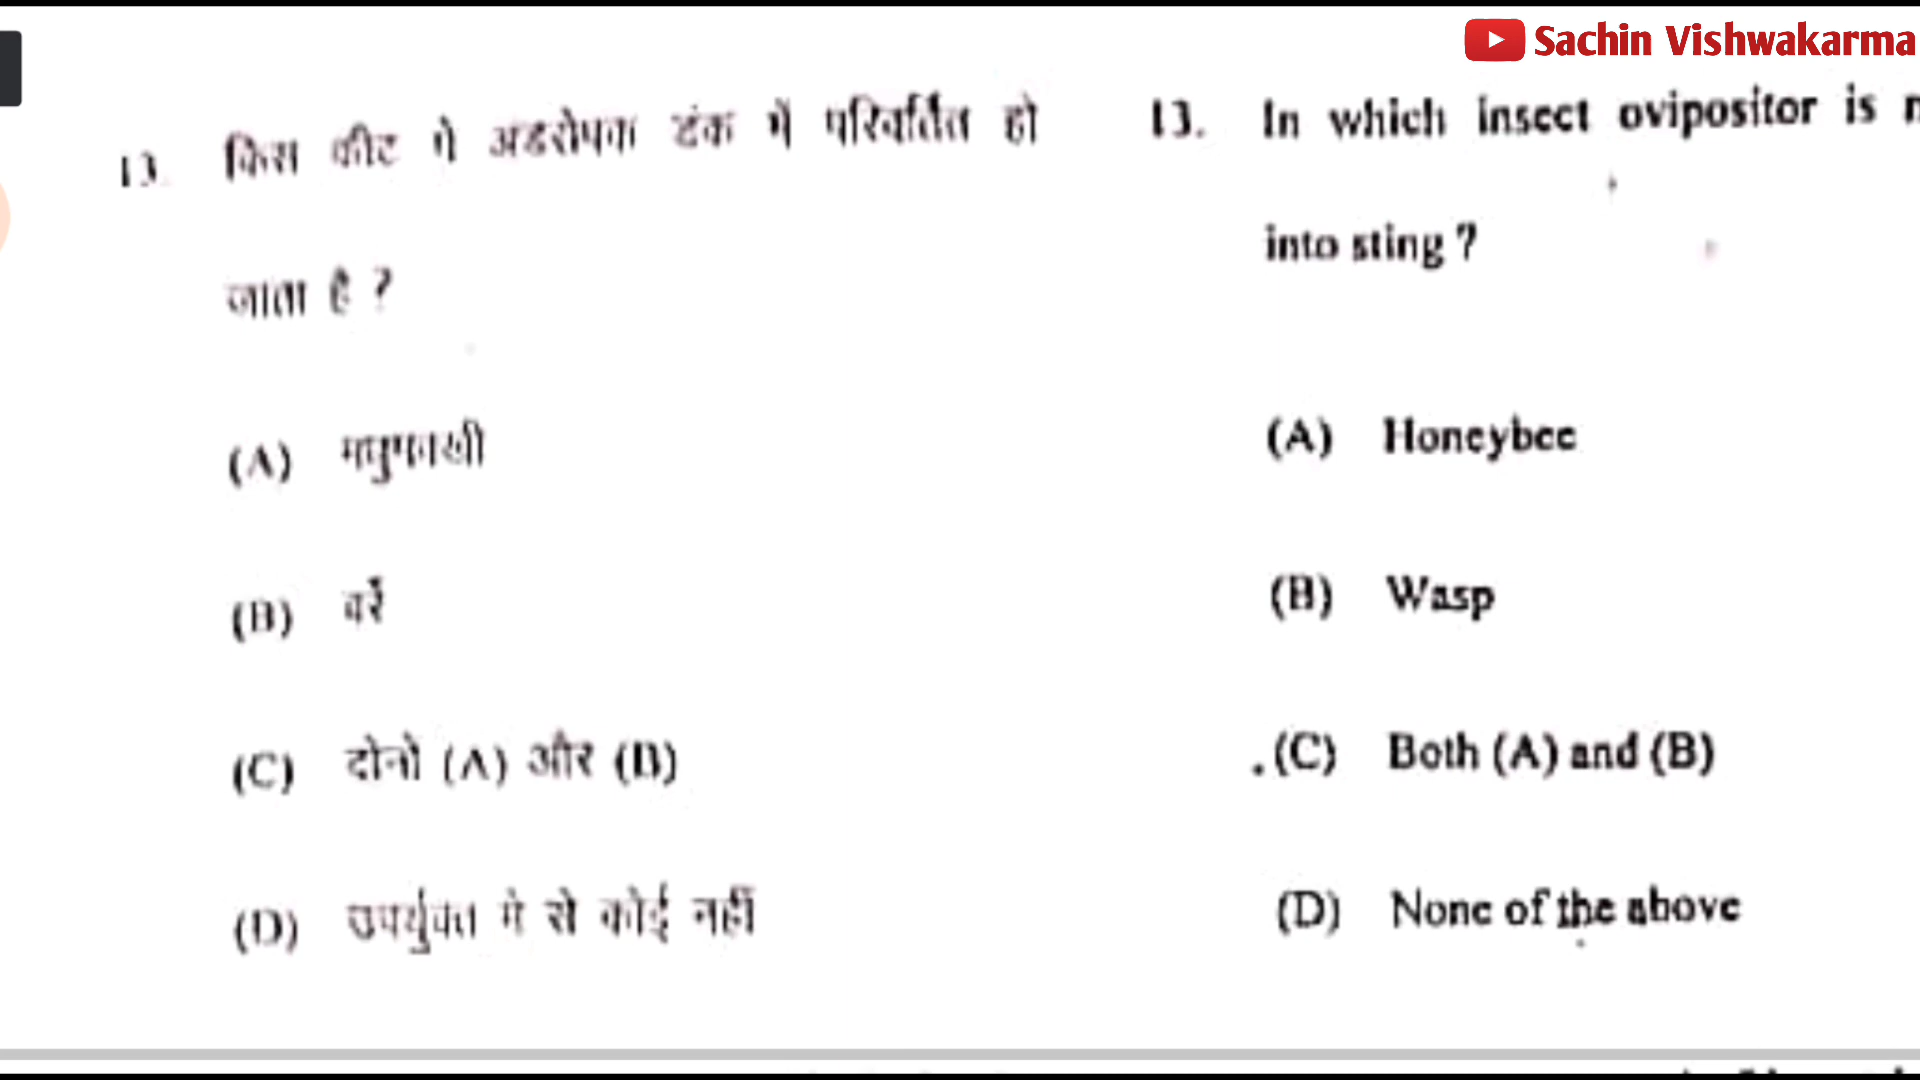 Sachin Vishwakarma
13. किस कीट में अंडरोपक डंक में परिवर्तित हो
जाता है ?
(A) मधुमक्खी
(B) बर्रे
(C) दोनों (A) और (B)
(D) उपर्युक्त में से कोई नहीं
13. In which insect ovipositor is
into sting ?
(A) Honeybee
(B) Wasp
(C) Both (A) and (B)
(D) None of the above